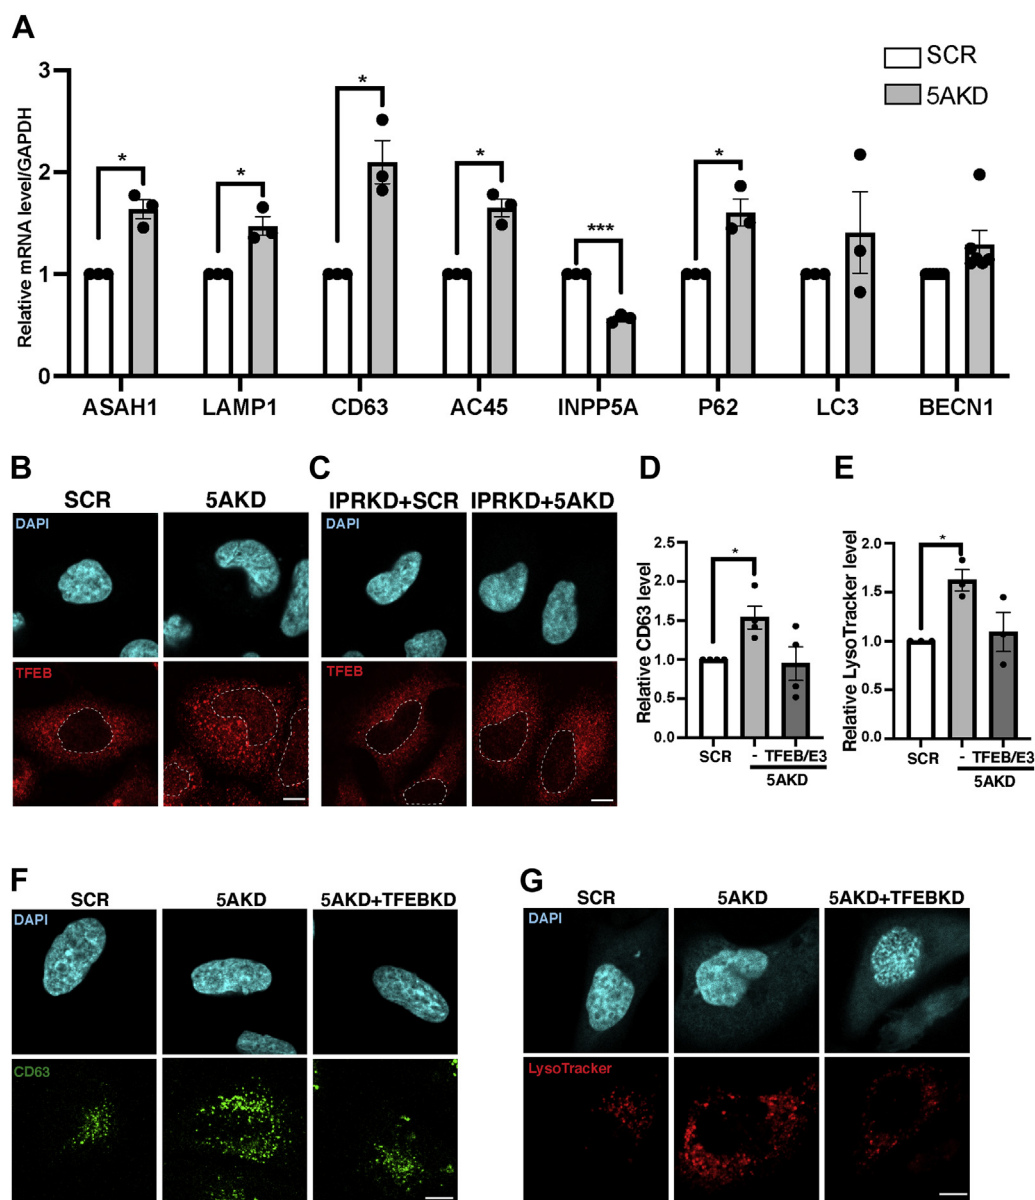 A
SCR
5AKD
Relative mRNA level/GAPDH
3
2
1
0
* * * * *** *
ASAH1 LAMP1 CD63 AC45 INPP5A P62 LC3 BECN1
B
SCR 5AKD
DAPI
TFEB
C
IPRKD+SCR IPRKD+5AKD
DAPI
TFEB
D
Relative CD63 level
2.5
2.0
1.5
1.0
0.5
0.0
*
SCR - TFEB/E3
5AKD
E
Relative LysoTracker level
2.0
1.5
1.0
0.5
0.0
*
SCR - TFEB/E3
5AKD
F
SCR 5AKD 5AKD+TFEBKD
DAPI
CD63
G
SCR 5AKD 5AKD+TFEBKD
DAPI
LysoTracker